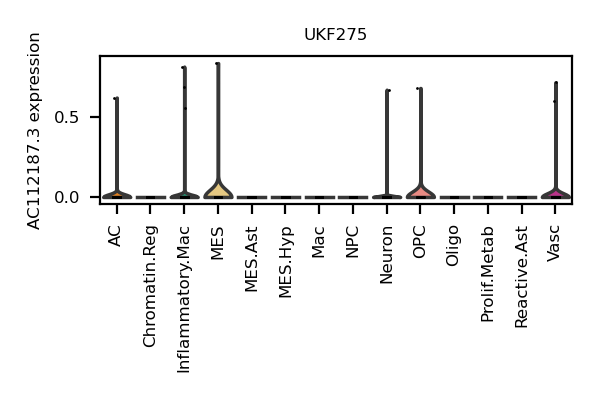 UKF275
AC112187.3 expression
0.5
0.0
AC
Chromatin.Reg
Inflammatory.Mac
MES
MES.Ast
MES.Hyp
Mac
NPC
Neuron
OPC
Oligo
Prolif.Metab
Reactive.Ast
Vasc